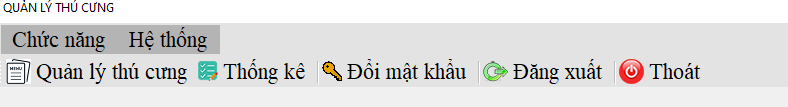 QUẢN LÝ THÚ CƯNG
Chức năng Hệ thống
MENU Quản lý thú cưng Thống kê Đổi mật khẩu Đăng xuất Thoát